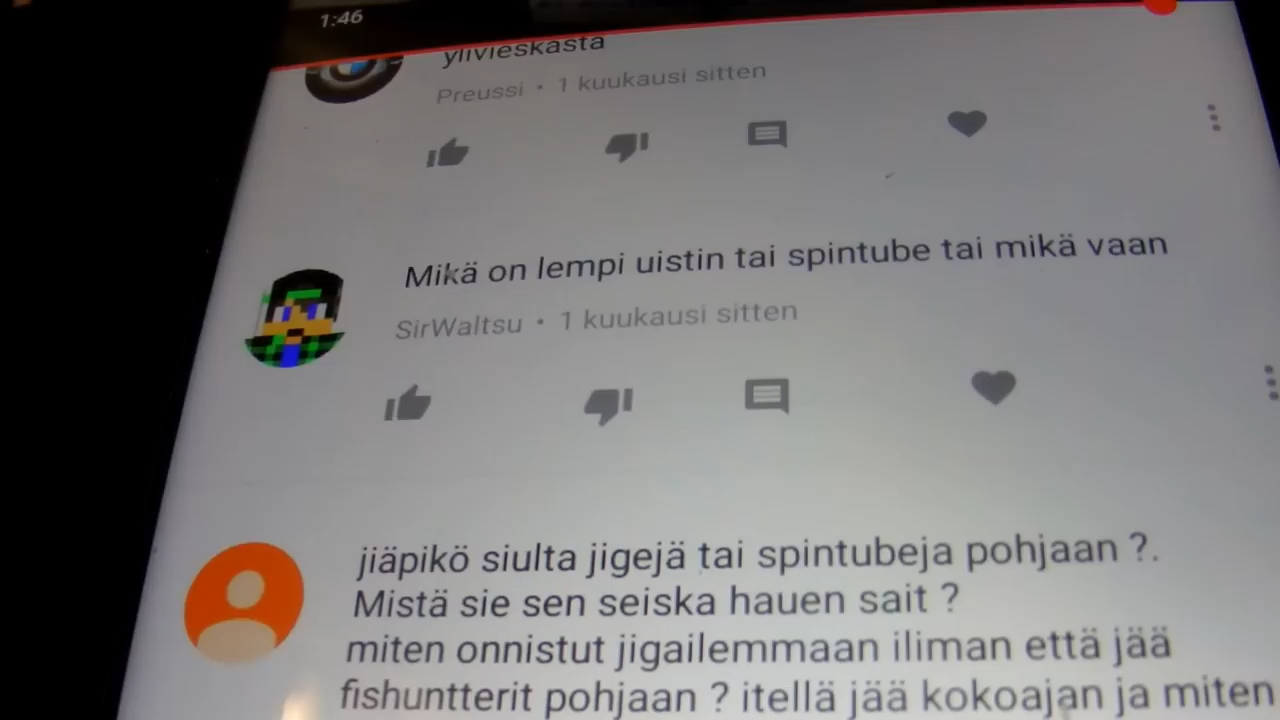 1:46
ylivieskasta
Preussi • 1 kuukausi sitten
Mikä on lempi uistin tai spintube tai mikä vaan
SirWaltsu • 1 kuukausi sitten
jiäpikö siulta jigejä tai spintubeja pohjaan ?.
Mistä sie sen seiska hauen sait ?
miten onnistut jigailemmaan iliman että jää
fishuntterit pohjaan ? itellä jää kokoajan ja miten